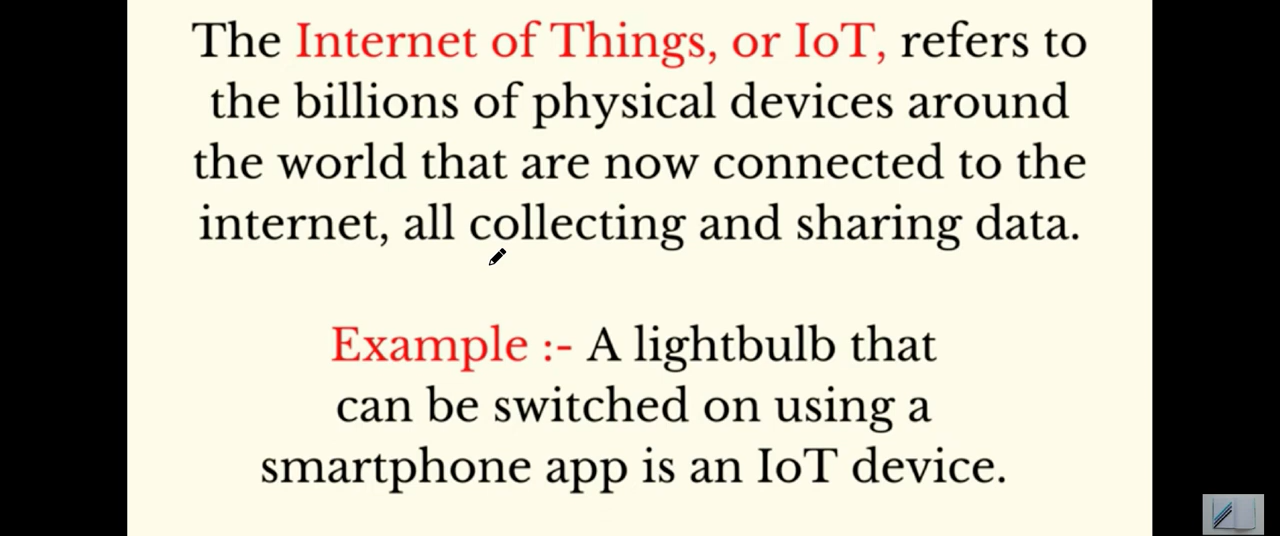 The Internet of Things, or IoT, refers to
the billions of physical devices around
the world that are now connected to the
internet, all collecting and sharing data.
Example :- A lightbulb that
can be switched on using a
smartphone app is an IoT device.